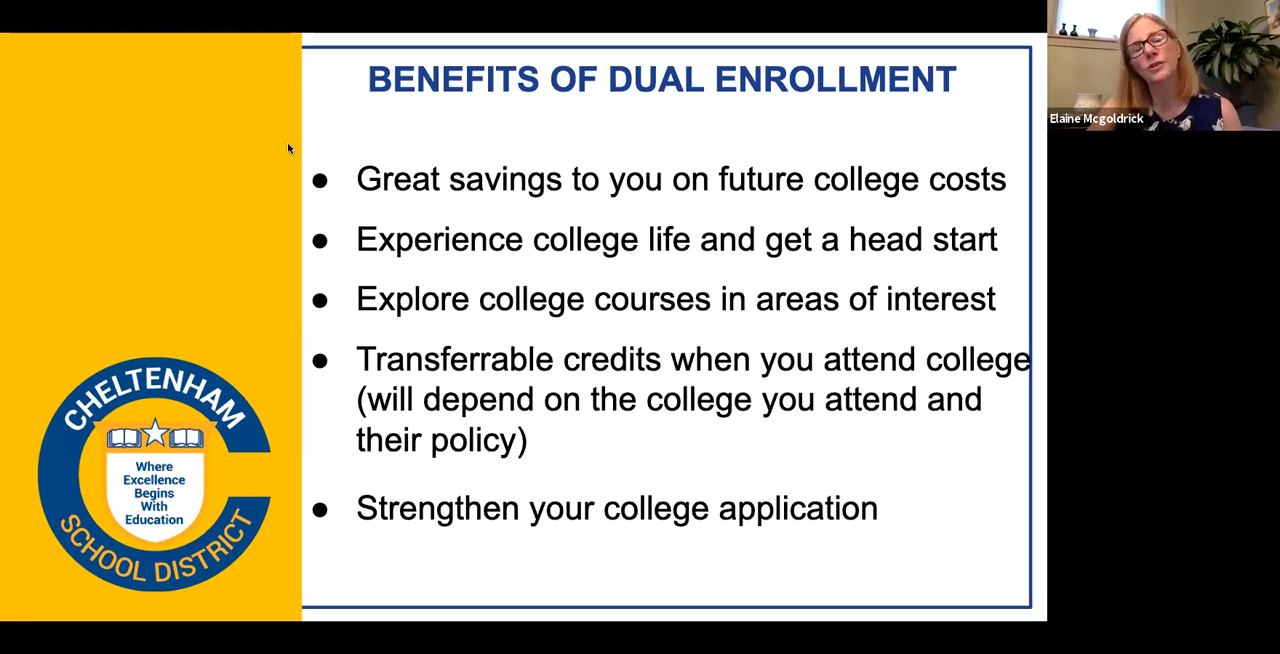 BENEFITS OF DUAL ENROLLMENT
Elaine Mcgoldrick
● Great savings to you on future college costs
● Experience college life and get a head start
● Explore college courses in areas of interest
● Transferrable credits when you attend college
(will depend on the college you attend and
their policy)
● Strengthen your college application
CHELTENHAM
Where
Excellence
Begins
With
Education
SCHOOL DISTRICT